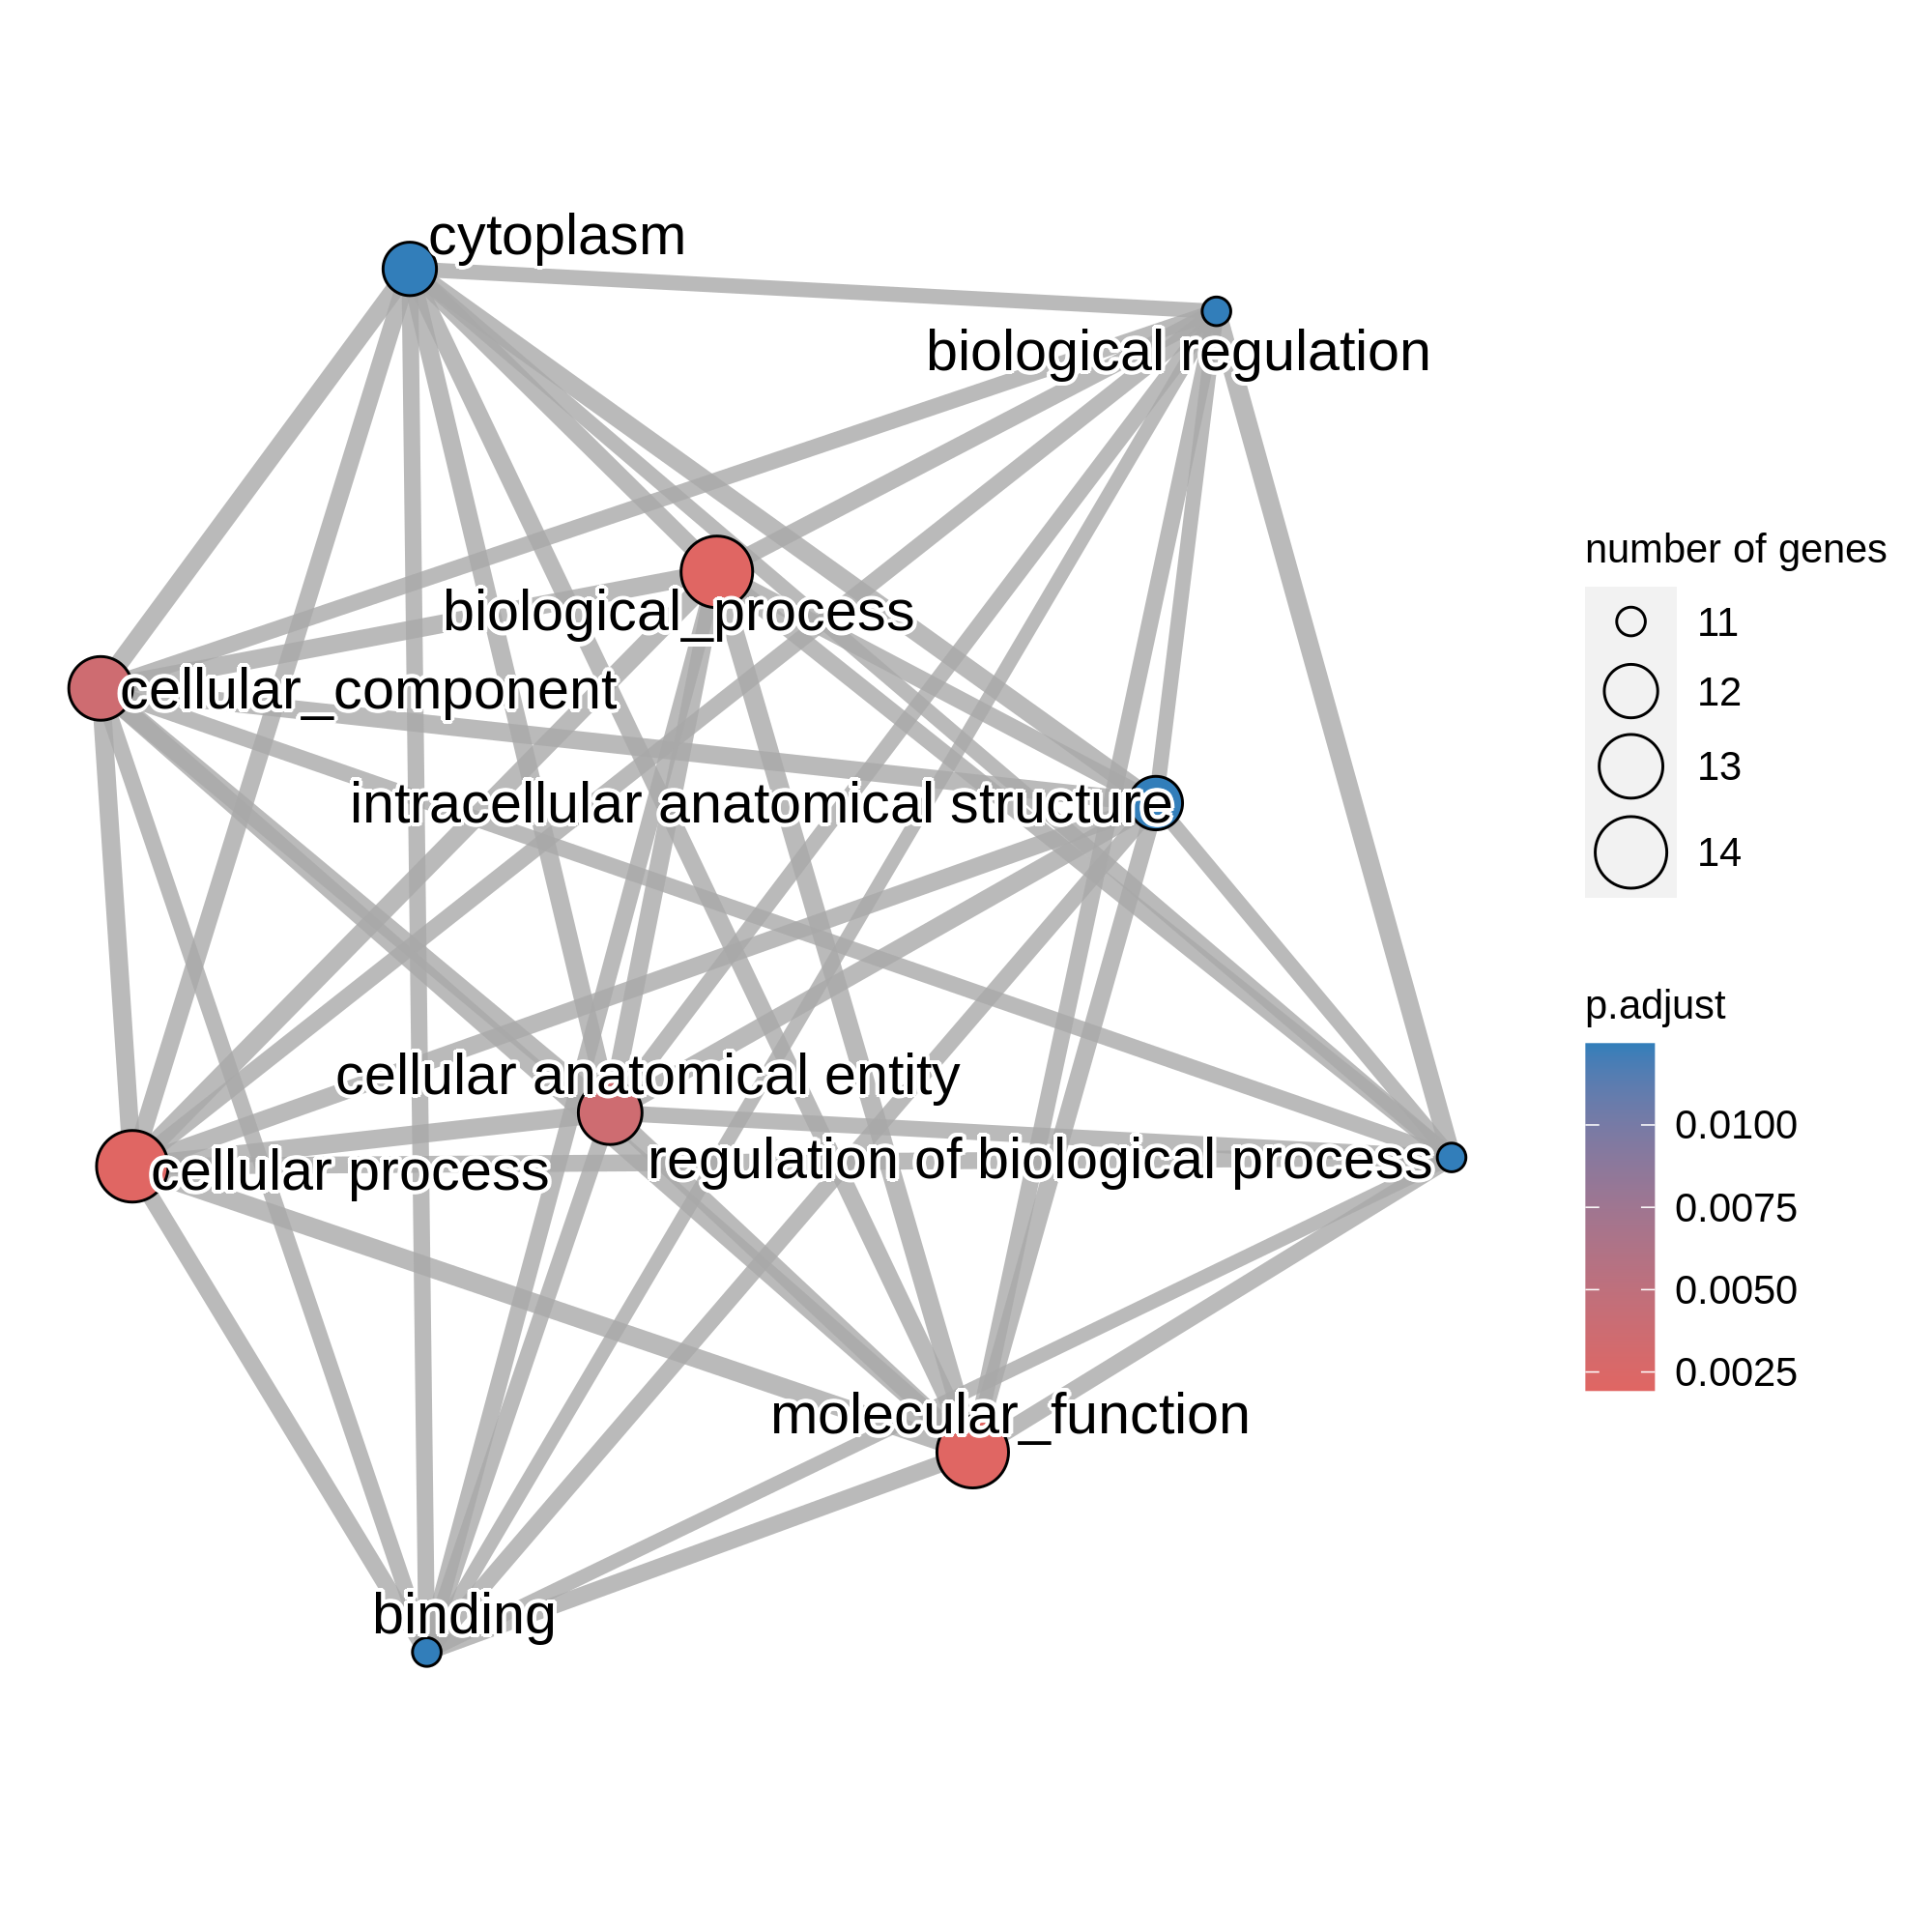 cytoplasm
biological regulation
biological_process
cellular_component
intracellular anatomical structure
cellular anatomical entity
regulation of biological process
cellular process
molecular_function
binding
number of genes
11
12
13
14
p.adjust
0.0100
0.0075
0.0050
0.0025